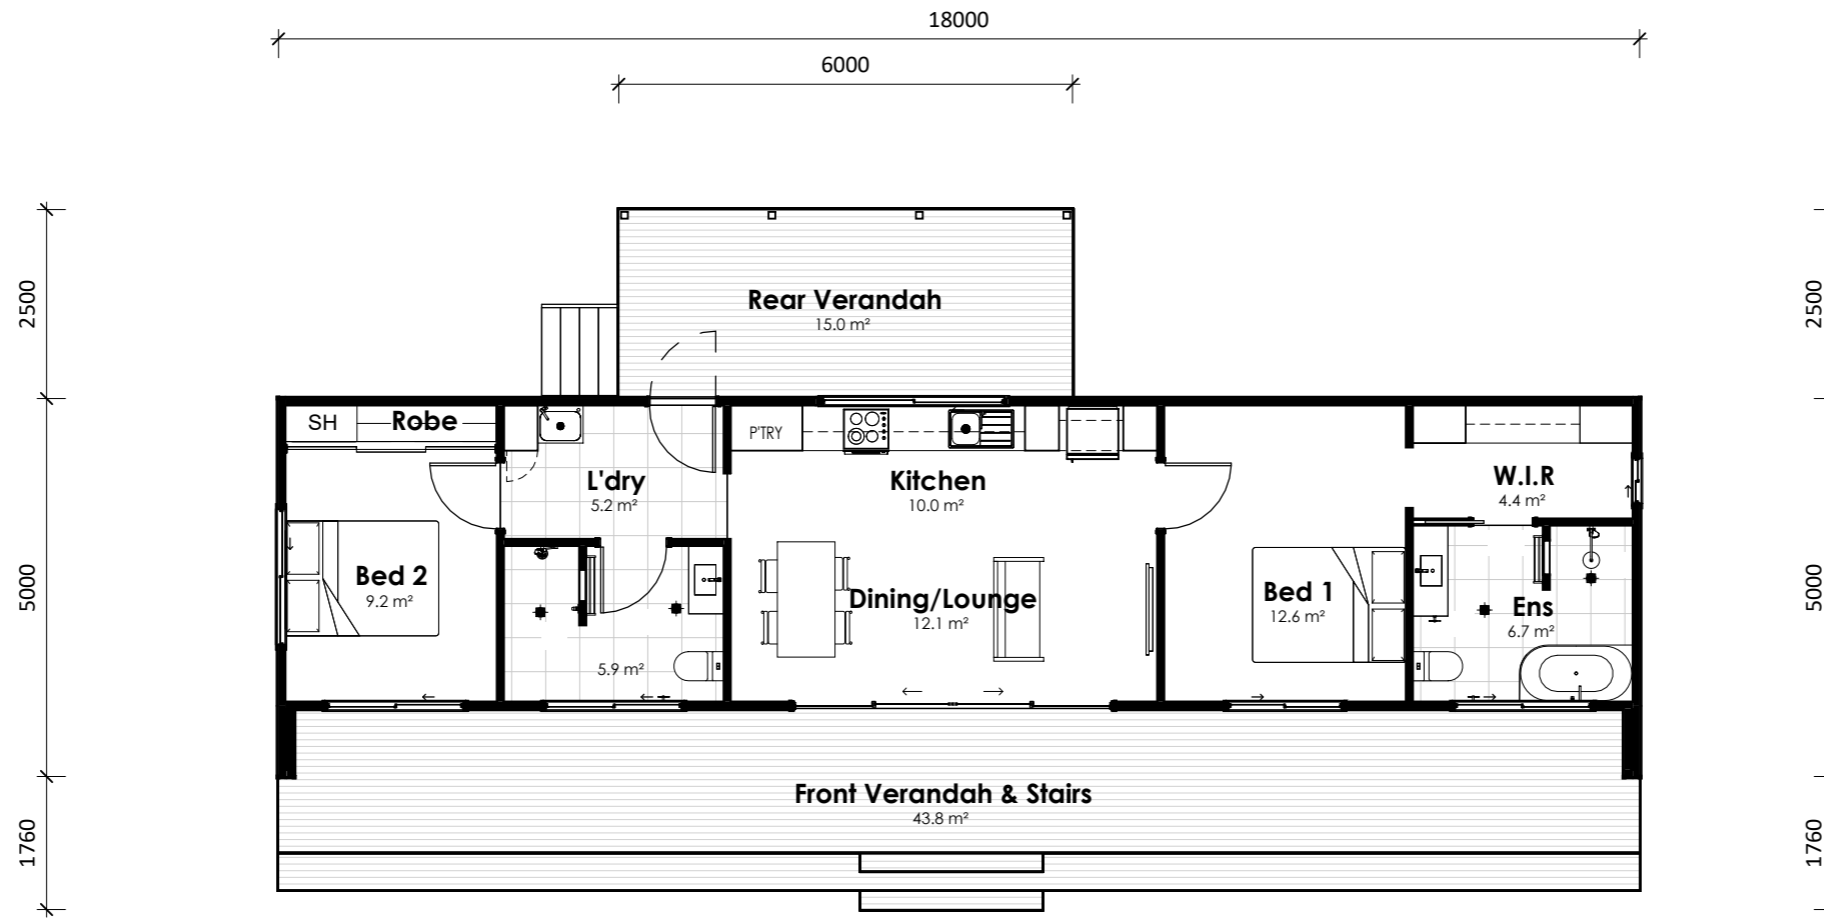 18000
6000
2500
2500
Rear Verandah
15.0 m²
SH
Robe
P'TRY
L'dry
5.2 m²
Kitchen
10.0 m²
W.I.R
4.4 m²
5000
5000
Bed 2
9.2 m²
Dining/Lounge
12.1 m²
Bed 1
12.6 m²
Ens
6.7 m²
5.9 m²
Front Verandah & Stairs
43.8 m²
1760
1760